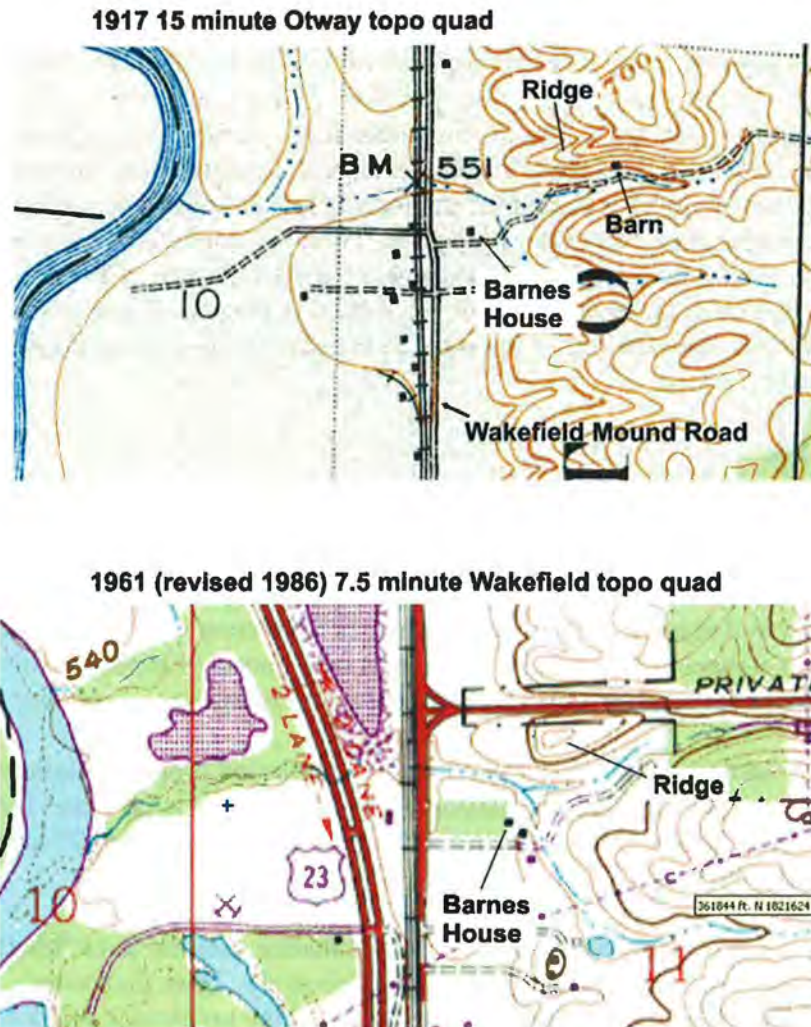 1917 15 minute Otway topo quad
Ridge
700
BM 551
Barn
Barnes
House
10
Wakefield Mound Road
1961 (revised 1986) 7.5 minute Wakefield topo quad
540
2 LANE
PRIVAT
Ridge
23
Barnes
House
361844 ft. N 1821624
10
11